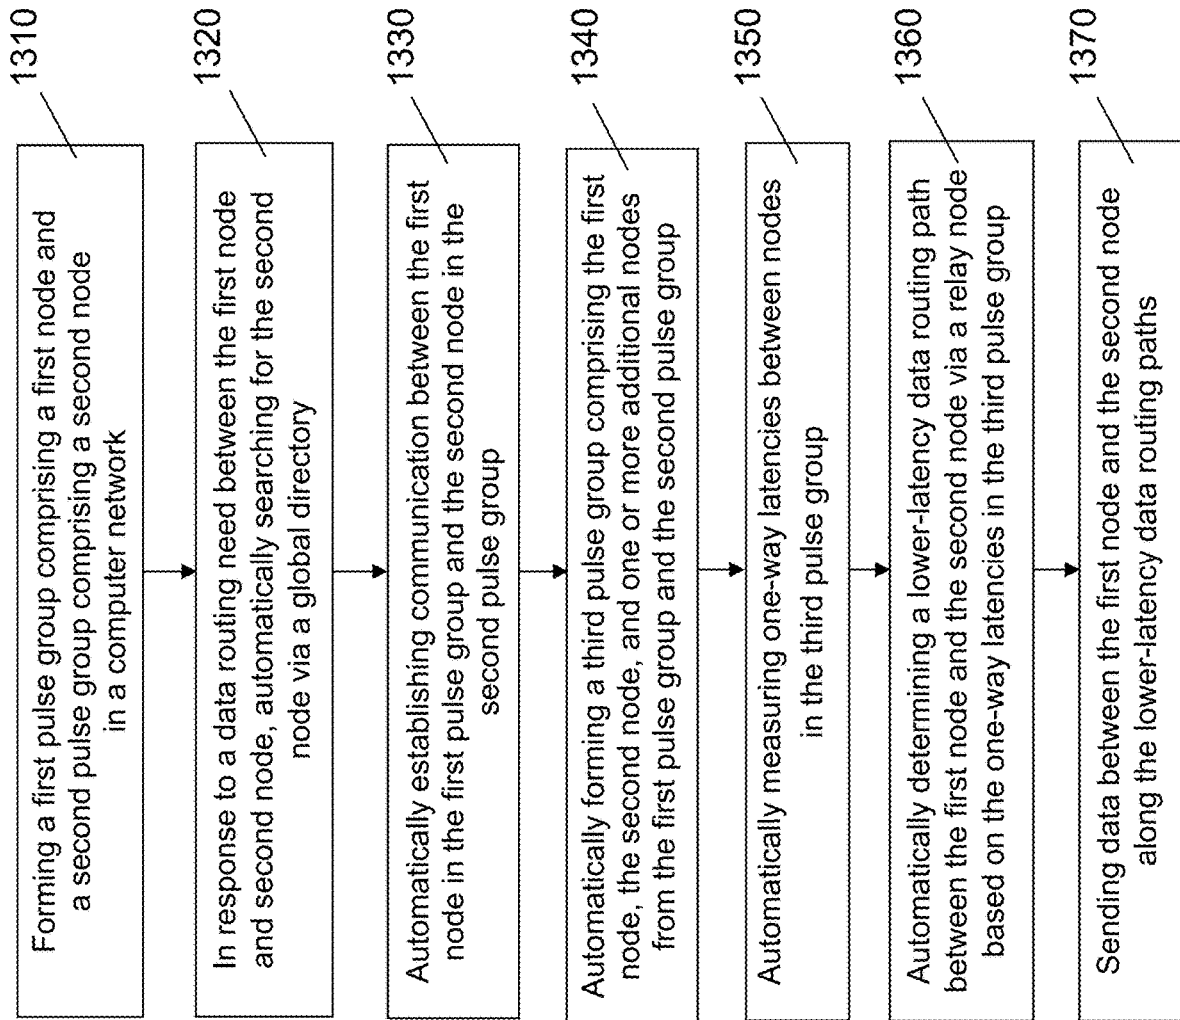 1310
Forming a first pulse group comprising a first node and
a second pulse group comprising a second node
in a computer network
1320
In response to a data routing need between the first node
and second node, automatically searching for the second
node via a global directory
1330
Automatically establishing communication between the first
node in the first pulse group and the second node in the
second pulse group
1340
Automatically forming a third pulse group comprising the first
node, the second node, and one or more additional nodes
from the first pulse group and the second pulse group
1350
Automatically measuring one-way latencies between nodes
in the third pulse group
1360
Automatically determining a lower-latency data routing path
between the first node and the second node via a relay node
based on the one-way latencies in the third pulse group
1370
Sending data between the first node and the second node
along the lower-latency data routing paths